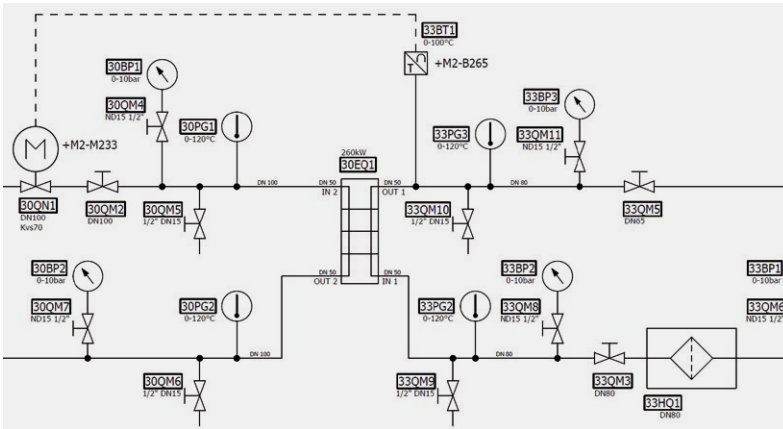 33BT1
0-100°C
+M2-B265
30BP1
0-10bar
30QM4
ND15 1/2"
30PG1
0-120°C
+M2-M233
M
T
33PG3
0-120°C
33BP3
0-10bar
33QM11
ND15 1/2"
260kW
30EQ1
DN 100
DN 50
IN 2
DN 50
OUT 1
DN 80
30QN1
DN100
Kvs70
30QM2
DN100
30QM5
1/2" DN15
33QM10
1/2" DN15
33QM5
DN65
30BP2
0-10bar
30QM7
ND15 1/2"
30PG2
0-120°C
DN 50
OUT 2
DN 50
IN 1
33PG2
0-120°C
33BP2
0-10bar
33QM8
ND15 1/2"
33BP1
0-10bar
33QM6
ND15 1/2"
DN 100
DN 80
30QM6
1/2" DN15
33QM9
1/2" DN15
33QM3
DN80
33HQ1
DN80